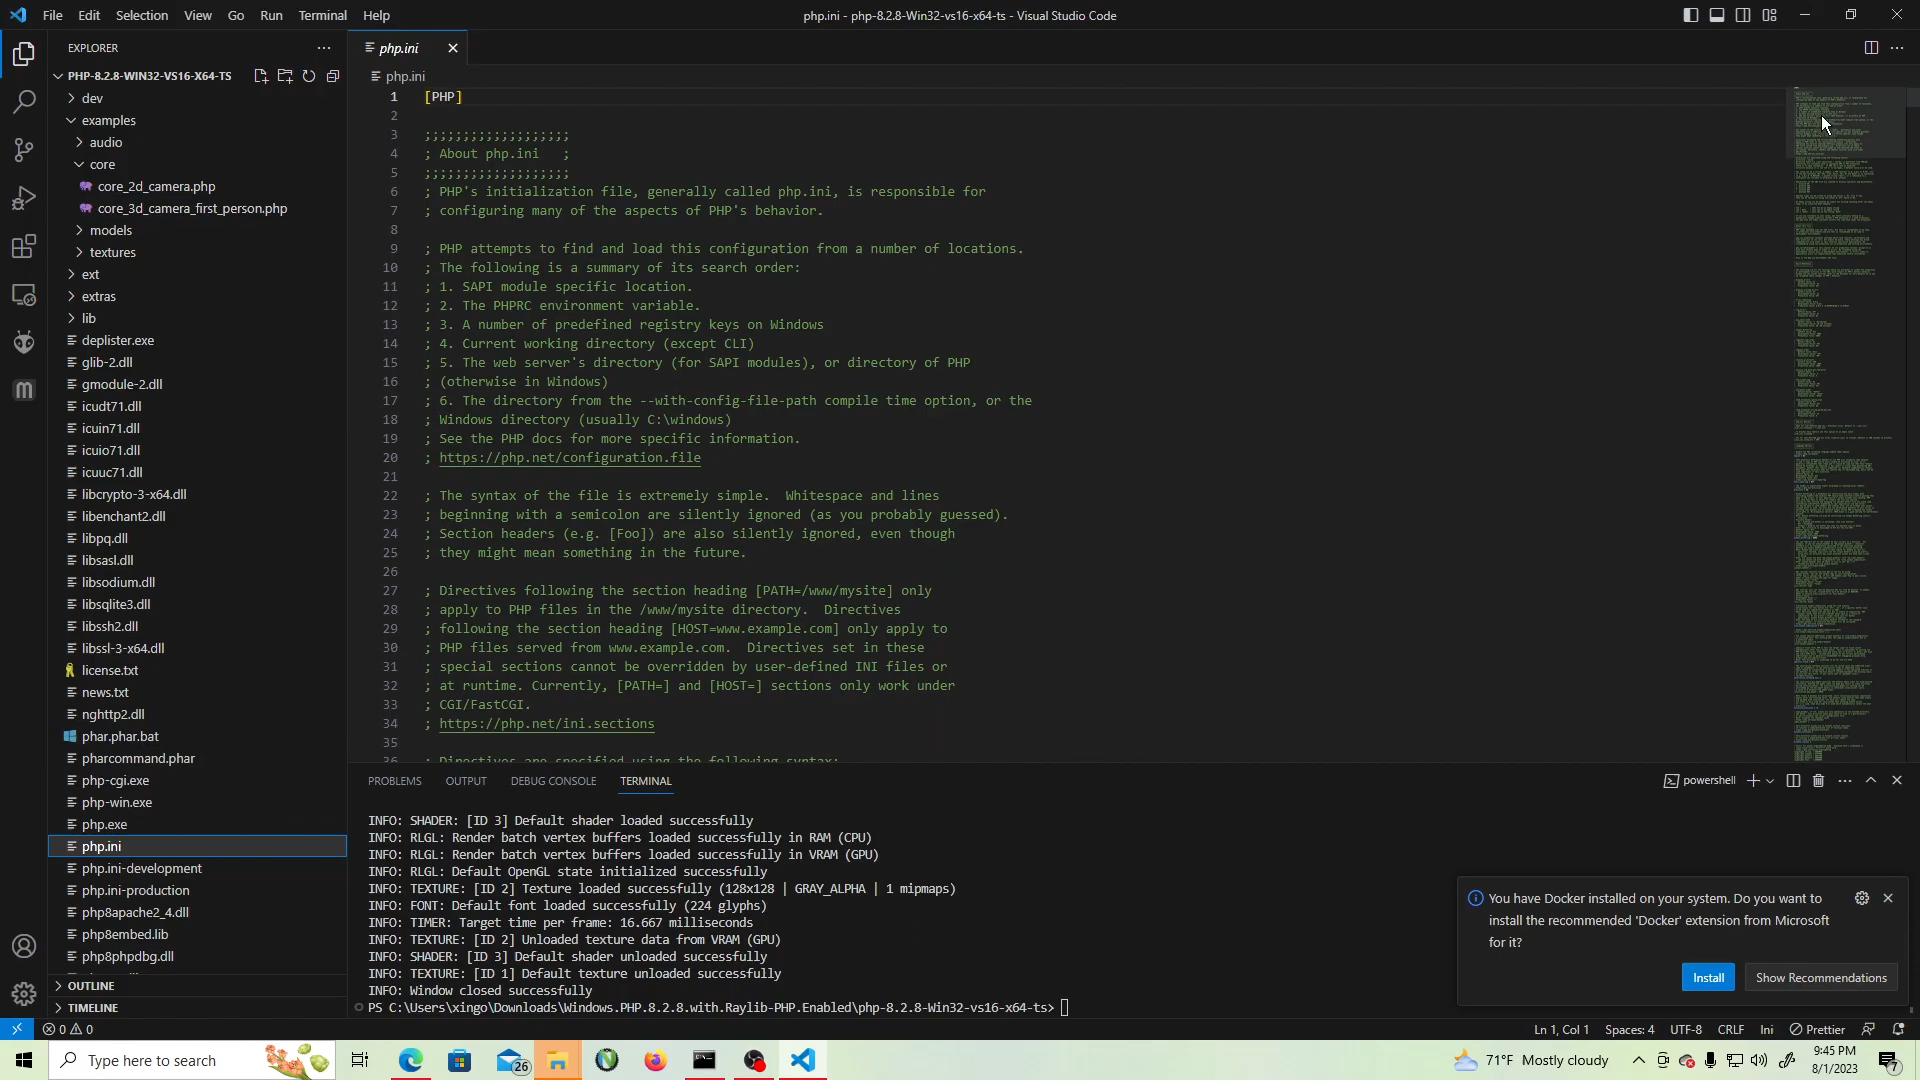 File Edit Selection View Go Run Terminal Help
php.ini - php-8.2.8-Win32-vs16-x64-ts - Visual Studio Code
EXPLORER
PHP-8.2.8-WIN32-VS16-X64-TS
dev
examples
audio
core
core_2d_camera.php
core_3d_camera_first_person.php
models
textures
ext
extras
lib
deplister.exe
glib-2.dll
gmodule-2.dll
icudt71.dll
icuin71.dll
icuio71.dll
icuuc71.dll
libcrypto-3-x64.dll
libenchant2.dll
libpq.dll
libsasl.dll
libsodium.dll
libsqlite3.dll
libssh2.dll
libssl-3-x64.dll
license.txt
news.txt
nghttp2.dll
phar.phar.bat
pharcommand.phar
php-cgi.exe
php-win.exe
php.exe
php.ini
php.ini-development
php.ini-production
php8apache2_4.dll
php8embed.lib
php8phpdbg.dll
OUTLINE
TIMELINE
php.ini
php.ini
1 [PHP]
2
3 ;;;;;;;;;;;;;;;;;;;
4 ; About php.ini   ;
5 ;;;;;;;;;;;;;;;;;;;
6 ; PHP's initialization file, generally called php.ini, is responsible for
7 ; configuring many of the aspects of PHP's behavior.
8
9 ; PHP attempts to find and load this configuration from a number of locations.
10 ; The following is a summary of its search order:
11 ; 1. SAPI module specific location.
12 ; 2. The PHPRC environment variable.
13 ; 3. A number of predefined registry keys on Windows
14 ; 4. Current working directory (except CLI)
15 ; 5. The web server's directory (for SAPI modules), or directory of PHP
16 ; (otherwise in Windows)
17 ; 6. The directory from the --with-config-file-path compile time option, or the
18 ; Windows directory (usually C:\windows)
19 ; See the PHP docs for more specific information.
20 ; https://php.net/configuration.file
21
22 ; The syntax of the file is extremely simple.  Whitespace and lines
23 ; beginning with a semicolon are silently ignored (as you probably guessed).
24 ; Section headers (e.g. [Foo]) are also silently ignored, even though
25 ; they might mean something in the future.
26
27 ; Directives following the section heading [PATH=/www/mysite] only
28 ; apply to PHP files in the /www/mysite directory.  Directives
29 ; following the section heading [HOST=www.example.com] only apply to
30 ; PHP files served from www.example.com.  Directives set in these
31 ; special sections cannot be overridden by user-defined INI files or
32 ; at runtime. Currently, [PATH=] and [HOST=] sections only work under
33 ; CGI/FastCGI.
34 ; https://php.net/ini.sections
35
36 ; Directives are specified using the following syntax:
PROBLEMS OUTPUT DEBUG CONSOLE TERMINAL
powershell
INFO: SHADER: [ID 3] Default shader loaded successfully
INFO: RLGL: Render batch vertex buffers loaded successfully in RAM (CPU)
INFO: RLGL: Render batch vertex buffers loaded successfully in VRAM (GPU)
INFO: RLGL: Default OpenGL state initialized successfully
INFO: TEXTURE: [ID 2] Texture loaded successfully (128x128 | GRAY_ALPHA | 1 mipmaps)
INFO: FONT: Default font loaded successfully (224 glyphs)
INFO: TIMER: Target time per frame: 16.667 milliseconds
INFO: TEXTURE: [ID 2] Unloaded texture data from VRAM (GPU)
INFO: SHADER: [ID 3] Default shader unloaded successfully
INFO: TEXTURE: [ID 1] Default texture unloaded successfully
INFO: Window closed successfully
PS C:\Users\xingo\Downloads\Windows.PHP.8.2.8.with.Raylib-PHP.Enabled\php-8.2.8-Win32-vs16-x64-ts>
You have Docker installed on your system. Do you want to
install the recommended 'Docker' extension from Microsoft
for it?
Install Show Recommendations
0 0
Ln 1, Col 1 Spaces: 4 UTF-8 CRLF Ini Prettier
Type here to search
26
71°F Mostly cloudy
9:45 PM
8/1/2023
7